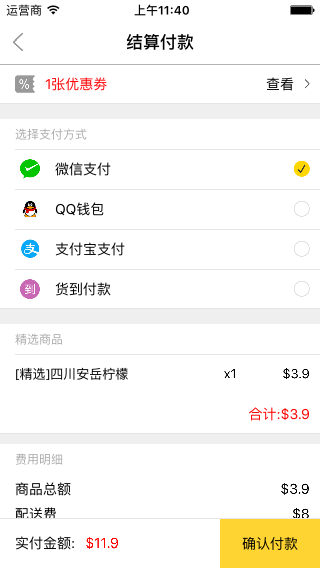 运营商 上午11:40
结算付款
% 1张优惠券 查看
选择支付方式
微信支付
QQ钱包
支 支付宝支付
到 货到付款
精选商品
[精选]四川安岳柠檬 x1 $3.9
合计:$3.9
费用明细
商品总额 $3.9
配送费 $8
实付金额: $11.9 确认付款